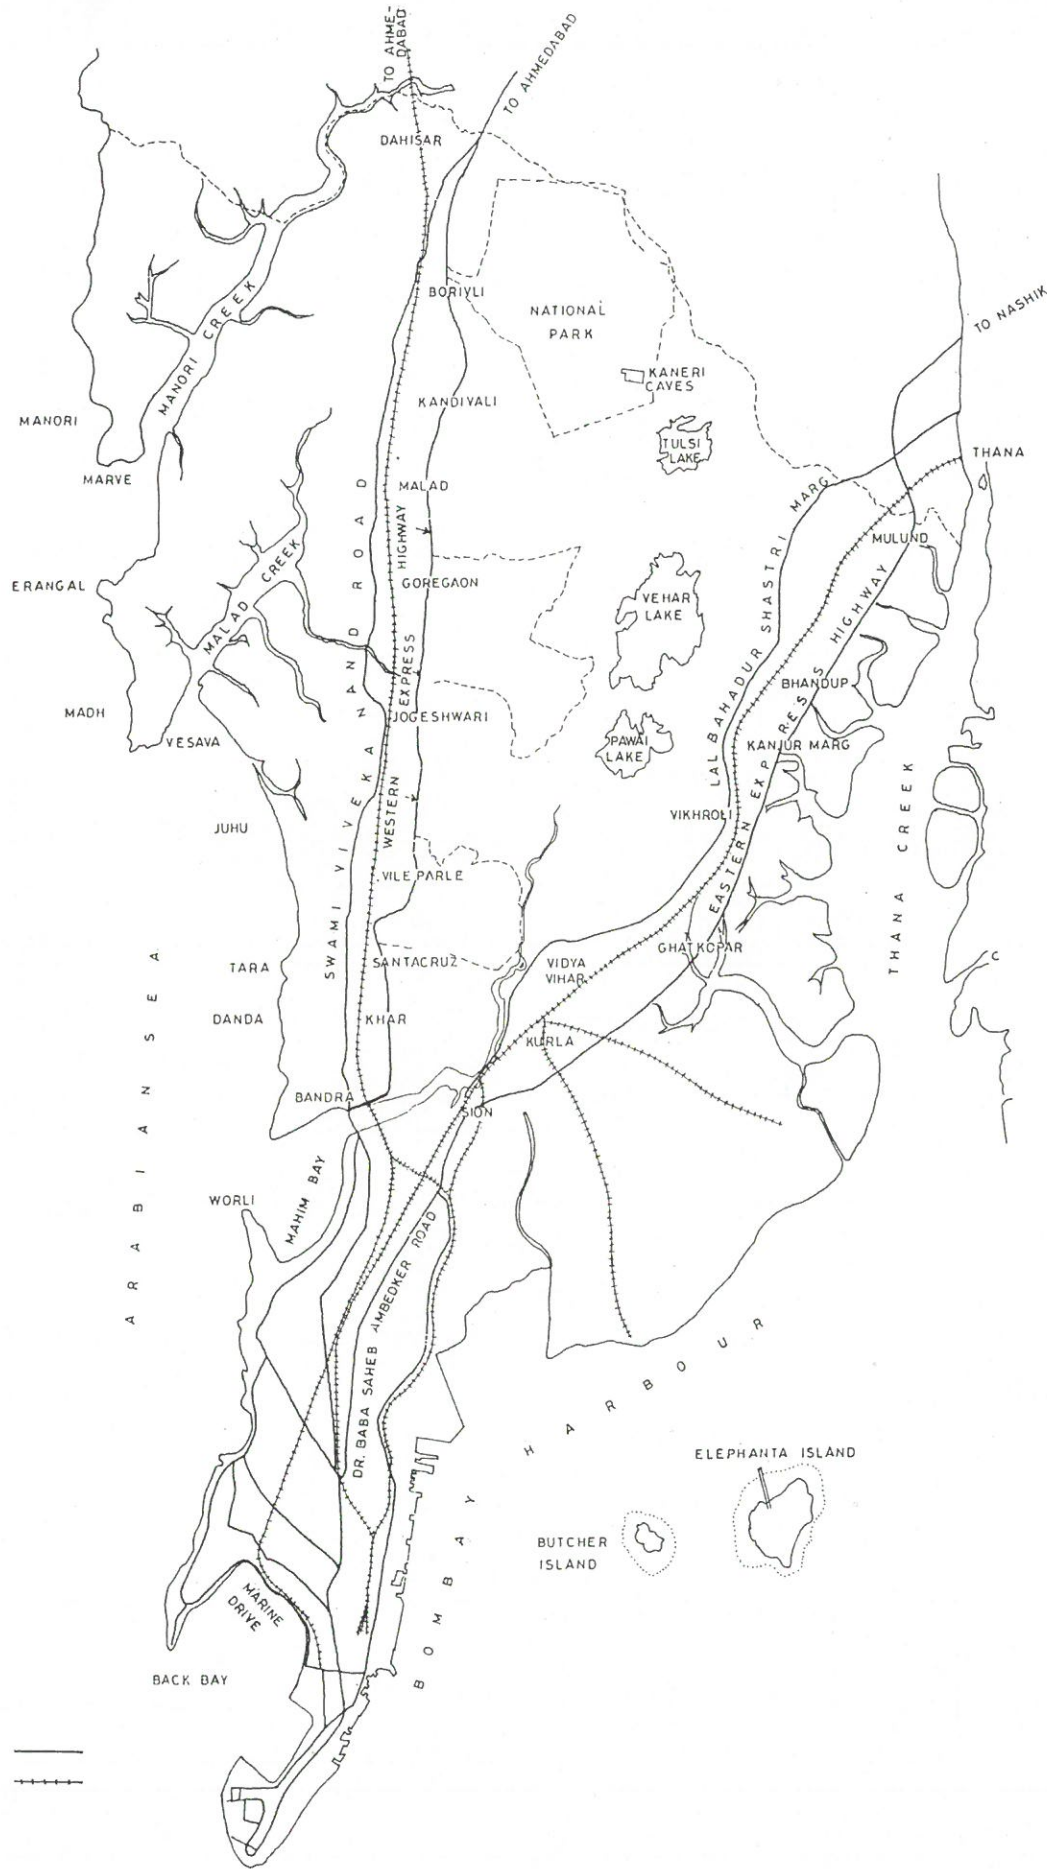 TO AHME-
DABAD
TO AHMEDABAD
DAHISAR
BORIVLI
NATIONAL
PARK
TO NASHIK
MANORI CREEK
KANERI
CAVES
KANDIVALI
MANORI
TULSI
LAKE
THANA
MARVE
MALAD
LAL BAHADUR SHASTRI MARG
MULUND
MALAD CREEK
ERANGAL
GOREGAON
VEHAR
LAKE
SWAMI VIVEKANAND ROAD
WESTERN EXPRESS HIGHWAY
EASTERN EXPRESS HIGHWAY
BHANDUP
MADH
JOGESHWARI
VESAVA
PAWAI
LAKE
KANJUR MARG
THANA CREEK
JUHU
VIKHROLI
VILE PARLE
GHATKOPAR
TARA
SANTACRUZ
VIDYA
VIHAR
C
DANDA
KHAR
KURLA
ARABIAN SEA
BANDRA
SION
WORLI
MAHIM BAY
DR. BABA SAHEB AMBEDKER ROAD
BOMBAY HARBOUR
ELEPHANTA ISLAND
BUTCHER
ISLAND
MARINE
DRIVE
BACK BAY